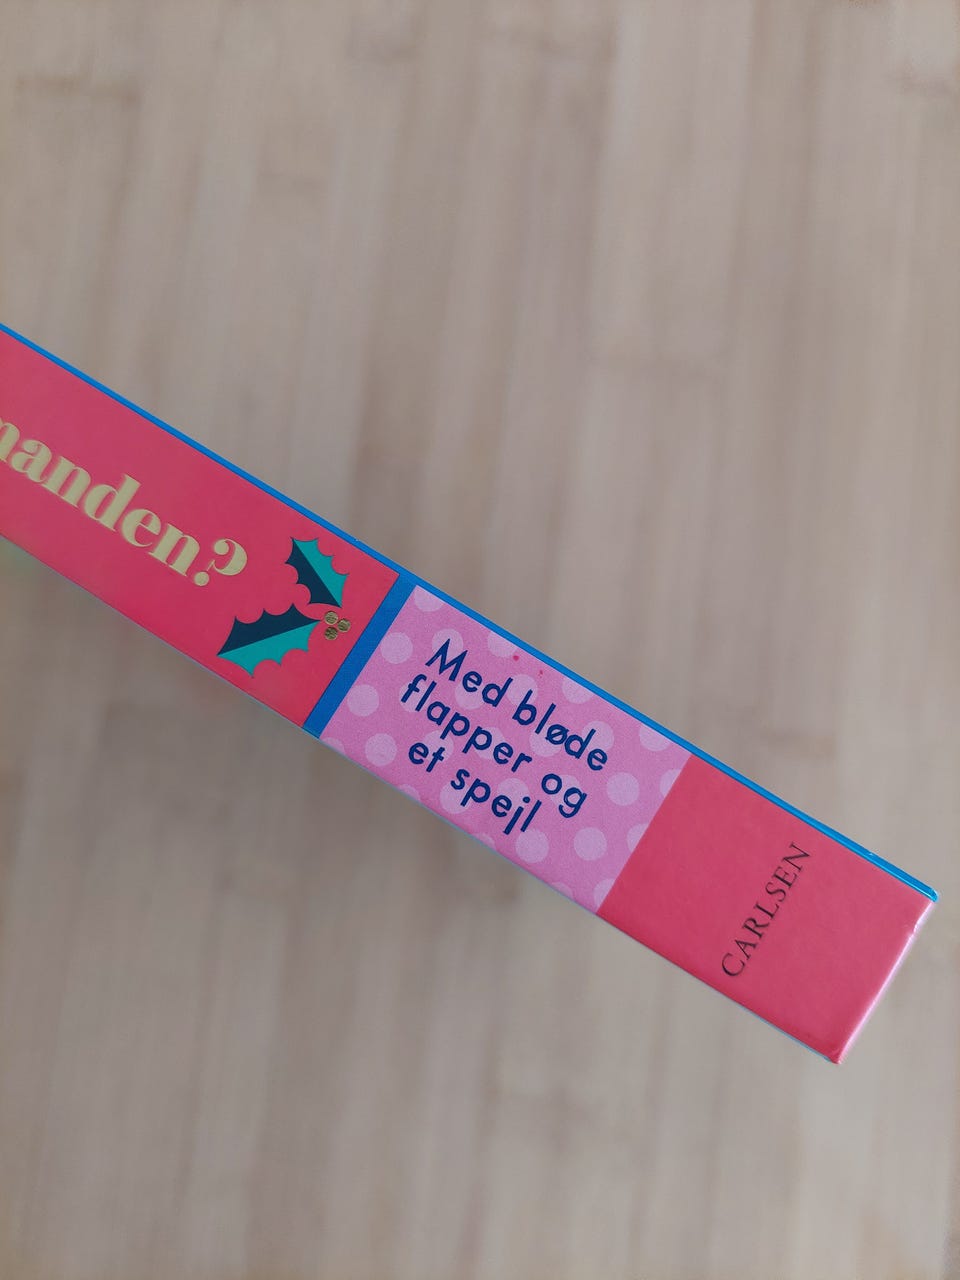 manden?
Med bløde
flapper og
et spejl
CARLSEN